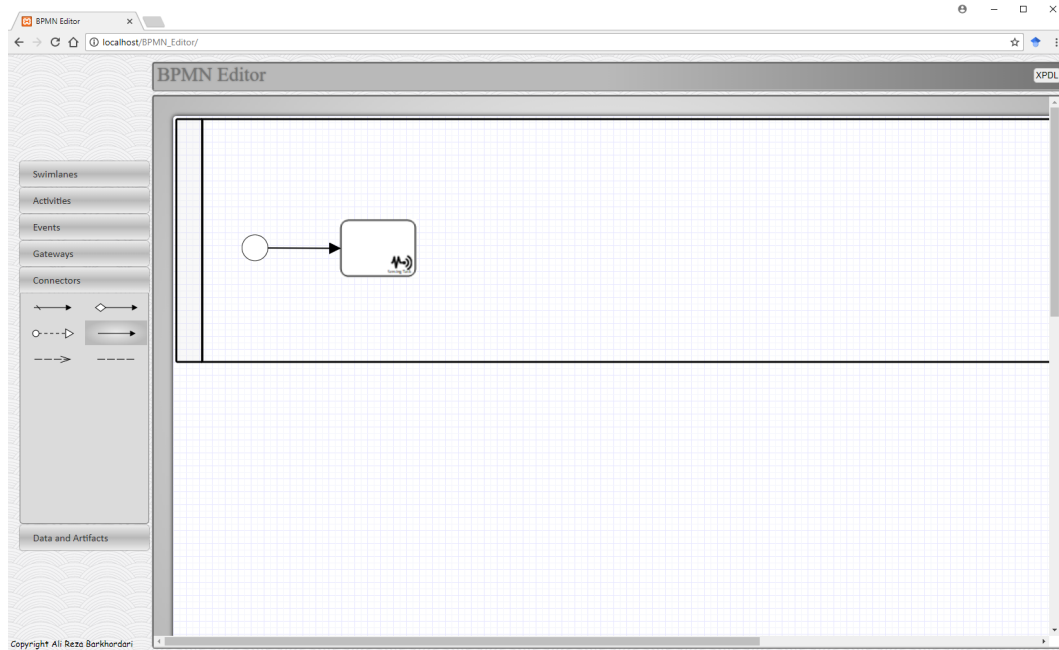 BPMN Editor
localhost/BPMN_Editor/
BPMN Editor
XPDL
Swimlanes
Activities
Events
Gateways
Connectors
Data and Artifacts
Copyright Ali Reza Barkhordari